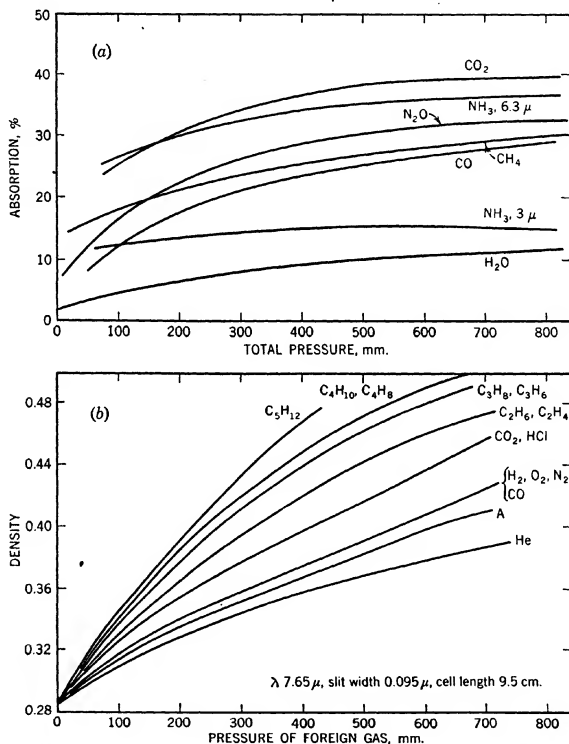 (a)
50
40
30
20
10
0
ABSORPTION, %
CO₂
NH₃, 6.3 μ
N₂O
CH₄
CO
NH₃, 3 μ
H₂O
0 100 200 300 400 500 600 700 800
TOTAL PRESSURE, mm.
(b)
0.48
0.44
0.40
0.36
0.32
0.28
DENSITY
C₅H₁₂
C₄H₁₀, C₄H₈
C₃H₈, C₃H₆
C₂H₆, C₂H₄
CO₂, HCl
{H₂, O₂, N₂
CO
A
He
λ 7.65 μ, slit width 0.095 μ, cell length 9.5 cm.
0 100 200 300 400 500 600 700 800
PRESSURE OF FOREIGN GAS, mm.